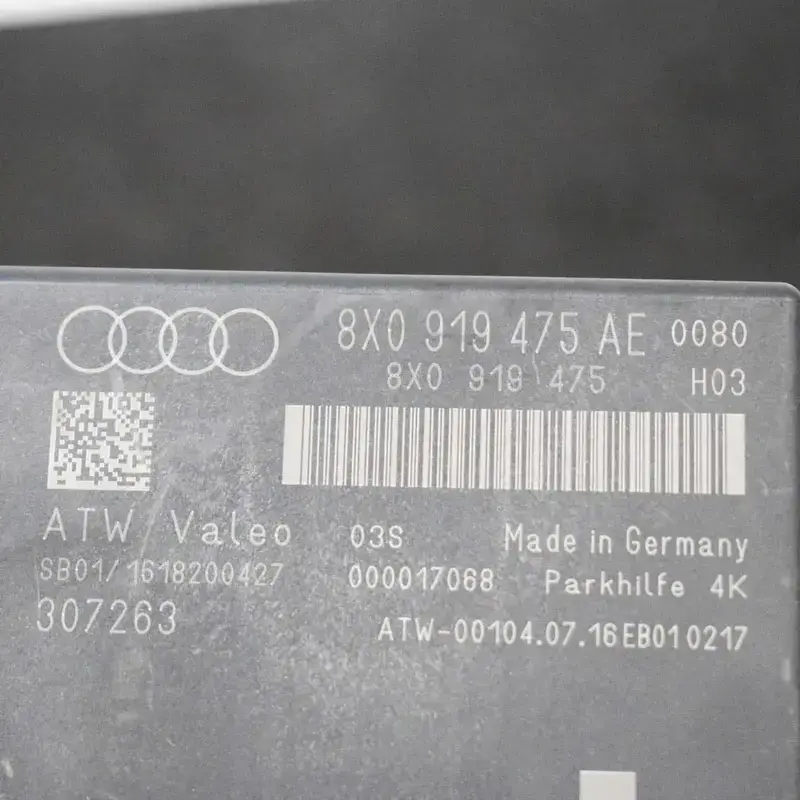 8X0 919 475 AE 0080
8X0 919 475 H03
ATW Valeo 03S Made in Germany
SB01/1618200427 000017068 Parkhilfe 4K
307263 ATW-00104.07.16EB010217